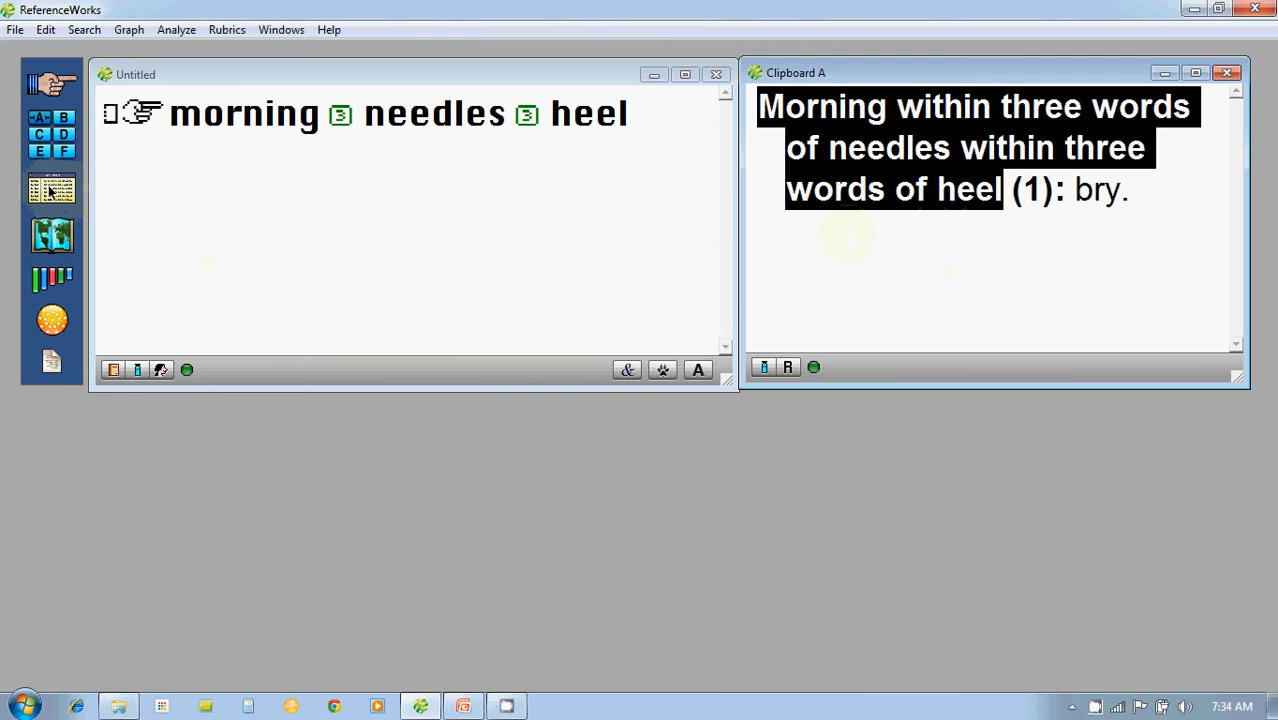 ReferenceWorks
File Edit Search Graph Analyze Rubrics Windows Help
Untitled
morning 3 needles 3 heel
A
Clipboard A
Morning within three words
of needles within three
words of heel (1): bry.
R
-A- B
C D
E F
& A
7:34 AM